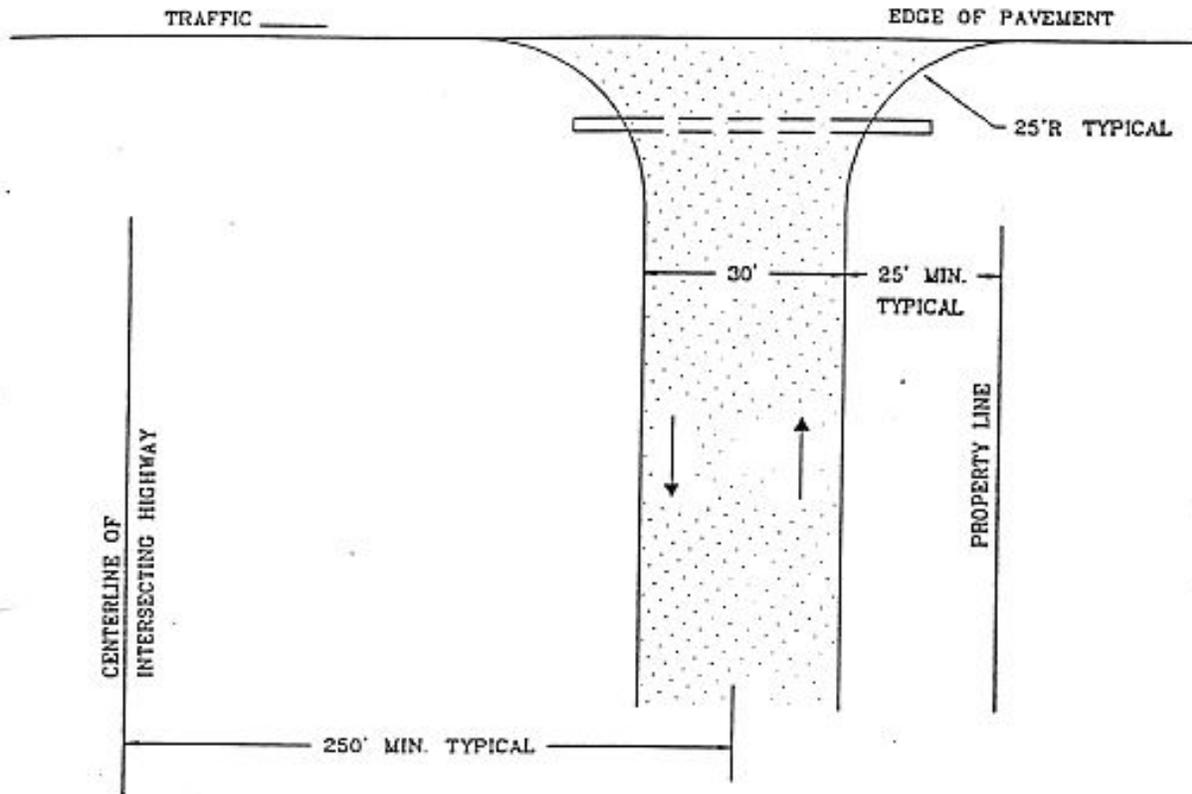 TRAFFIC
EDGE OF PAVEMENT
25'R TYPICAL
30'
25' MIN.
TYPICAL
CENTERLINE OF
INTERSECTING HIGHWAY
PROPERTY LINE
250' MIN. TYPICAL